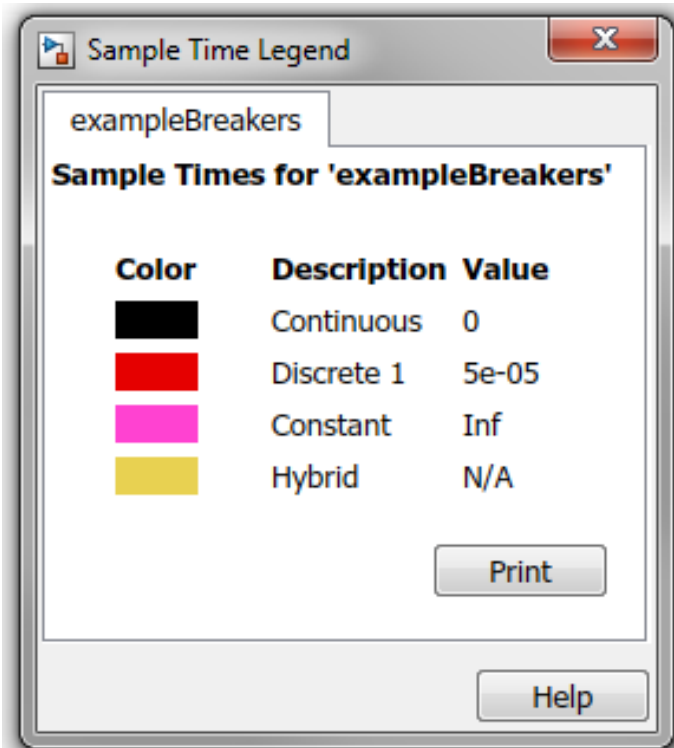 Sample Time Legend
exampleBreakers
Sample Times for 'exampleBreakers'
Color Description Value
Continuous 0
Discrete 1 5e-05
Constant Inf
Hybrid N/A
Print
Help